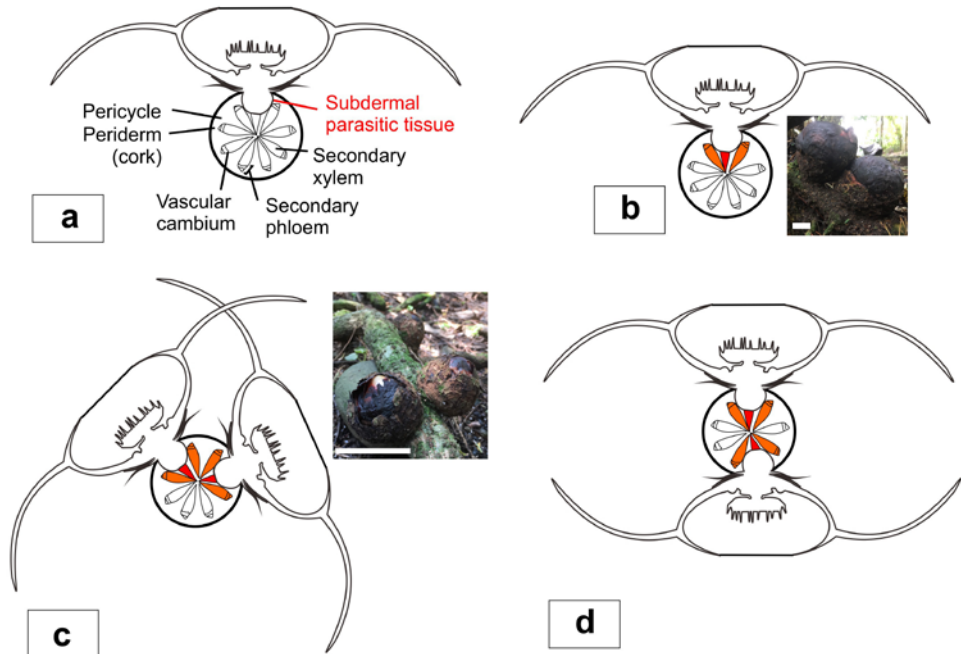 a
Pericycle
Periderm
(cork)
Vascular
cambium
Secondary
phloem
Secondary
xylem
Subdermal
parasitic tissue
b
c
d